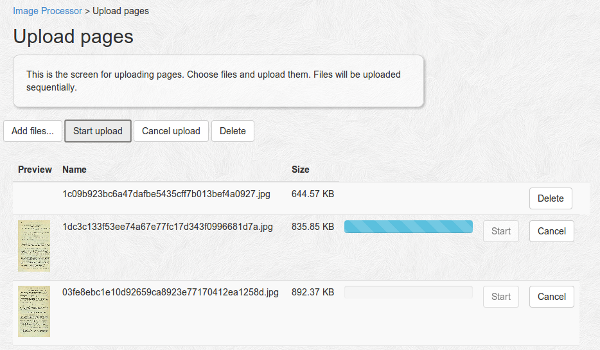 Image Processor > Upload pages
Upload pages
This is the screen for uploading pages. Choose files and upload them. Files will be uploaded
sequentially.
Add files... Start upload Cancel upload Delete
Preview Name Size
1c09b923bc6a47dafbe5435cff7b013bef4a0927.jpg 644.57 KB Delete
1dc3c133f53ee74a67e77fc17d343f0996681d7a.jpg 835.85 KB Start Cancel
03fe8ebc1e10d92659ca8923e77170412ea1258d.jpg 892.37 KB Start Cancel